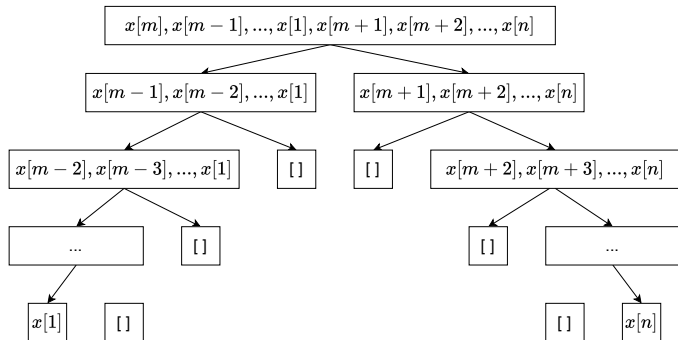 x[m], x[m − 1], ..., x[1], x[m + 1], x[m + 2], ..., x[n]
x[m − 1], x[m − 2], ..., x[1]
x[m + 1], x[m + 2], ..., x[n]
x[m − 2], x[m − 3], ..., x[1]
[ ]
[ ]
x[m + 2], x[m + 3], ..., x[n]
...
[ ]
[ ]
...
x[1]
[ ]
[ ]
x[n]